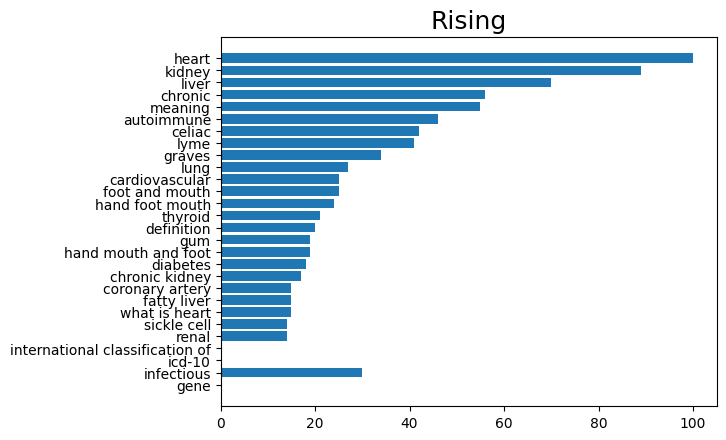 Rising
heart
kidney
liver
chronic
meaning
autoimmune
celiac
lyme
graves
lung
cardiovascular
foot and mouth
hand foot mouth
thyroid
definition
gum
hand mouth and foot
diabetes
chronic kidney
coronary artery
fatty liver
what is heart
sickle cell
renal
international classification of
icd-10
infectious
gene
0 20 40 60 80 100